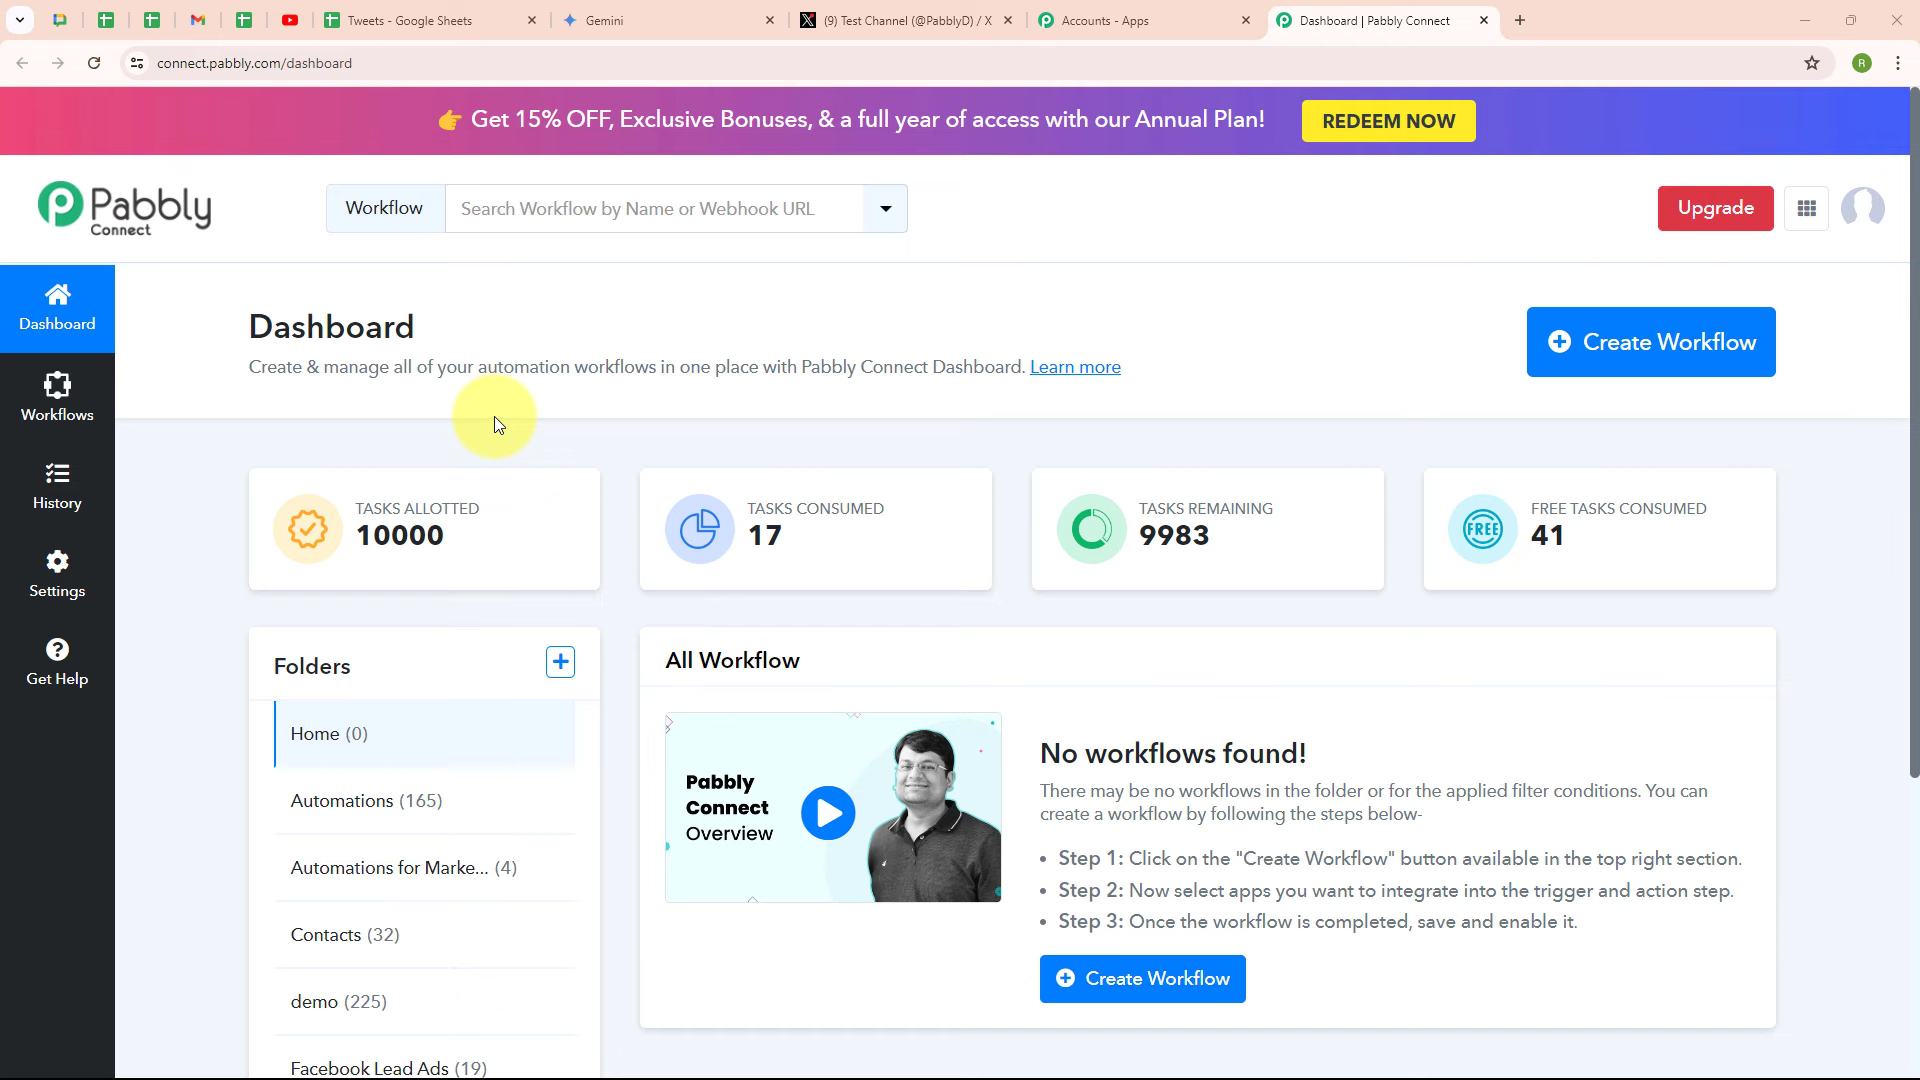 Tweets - Google Sheets
Gemini
(9) Test Channel (@PabblyD) / X
Accounts - Apps
Dashboard | Pabbly Connect
connect.pabbly.com/dashboard
R
👉 Get 15% OFF, Exclusive Bonuses, & a full year of access with our Annual Plan!
REDEEM NOW
Pabbly
Connect
Workflow
Search Workflow by Name or Webhook URL
Upgrade
Dashboard
Workflows
History
Settings
Get Help
Dashboard
Create & manage all of your automation workflows in one place with Pabbly Connect Dashboard. Learn more
Create Workflow
TASKS ALLOTTED
10000
TASKS CONSUMED
17
TASKS REMAINING
9983
FREE
FREE TASKS CONSUMED
41
Folders
Home (0)
Automations (165)
Automations for Marke... (4)
Contacts (32)
demo (225)
Facebook Lead Ads (19)
All Workflow
Pabbly
Connect
Overview
No workflows found!
There may be no workflows in the folder or for the applied filter conditions. You can
create a workflow by following the steps below-
• Step 1: Click on the "Create Workflow" button available in the top right section.
• Step 2: Now select apps you want to integrate into the trigger and action step.
• Step 3: Once the workflow is completed, save and enable it.
Create Workflow